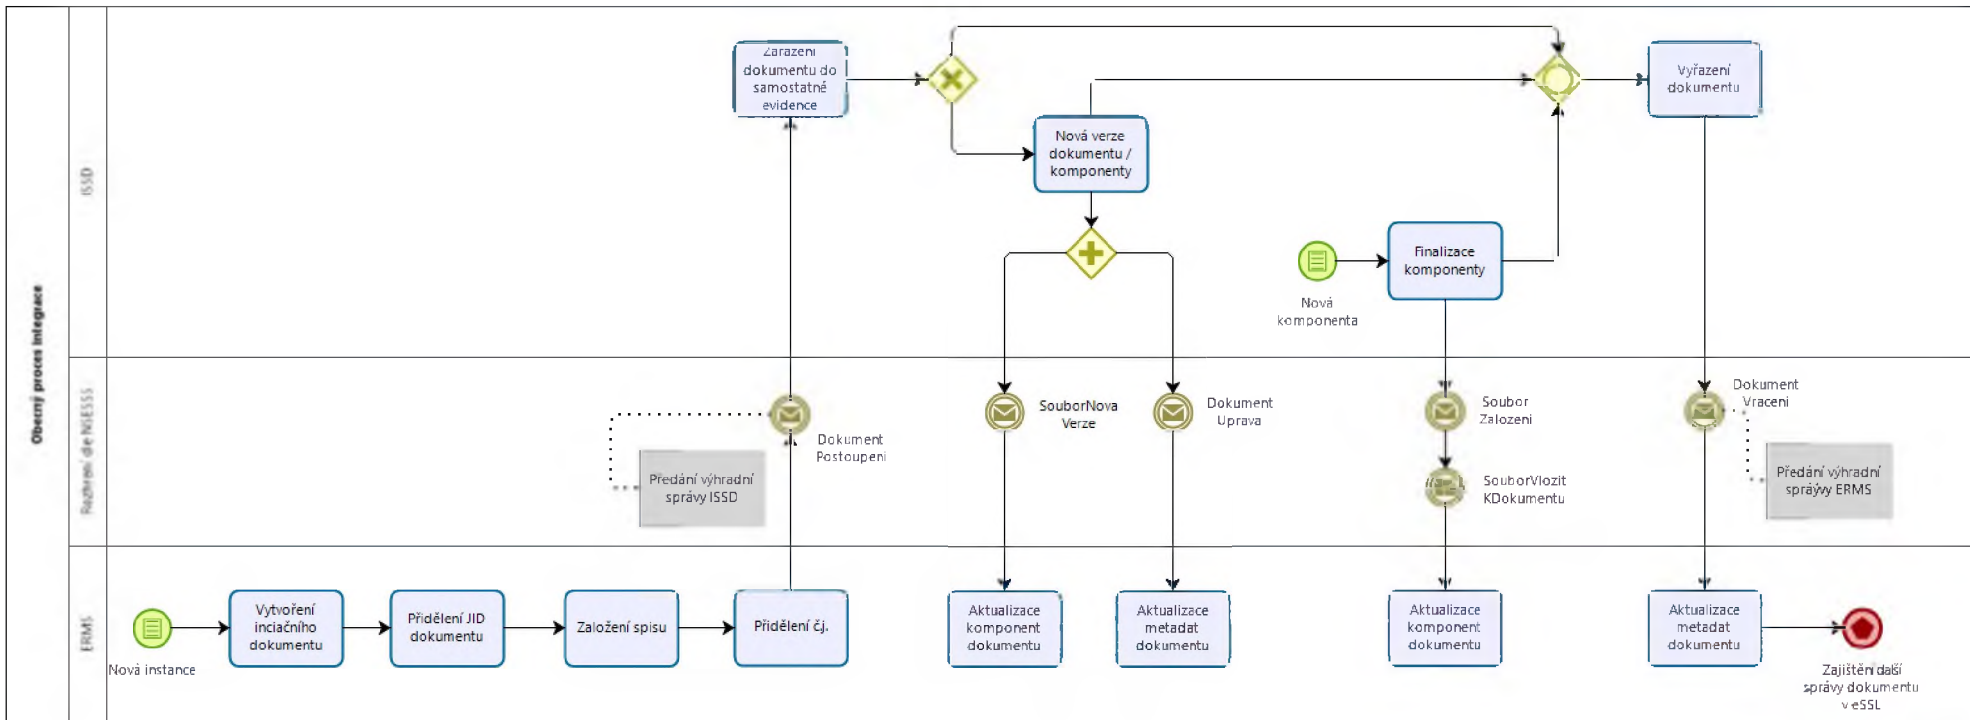 Obecný proces integrace
ISSD
Zařazení
dokumentu do
samostatné
evidence
Nová verze
dokumentu /
komponenty
Vyřazení
dokumentu
Nová
komponenta
Finalizace
komponenty
Rozhraní dle NSESSS
Předání výhradní
správy ISSD
Dokument
Postoupeni
SouborNova
Verze
Dokument
Uprava
Soubor
Zalozeni
SouborVlozit
KDokumentu
Dokument
Vraceni
Předání výhradní
spráyvy ERMS
ERMS
Nová instance
Vytvoření
inciačního
dokumentu
Přidělení JID
dokumentu
Založení spisu
Přidělení č.j.
Aktualizace
komponent
dokumentu
Aktualizace
metadat
dokumentu
Aktualizace
komponent
dokumentu
Aktualizace
metadat
dokumentu
Zajištění další
správy dokumentu
v eSSL